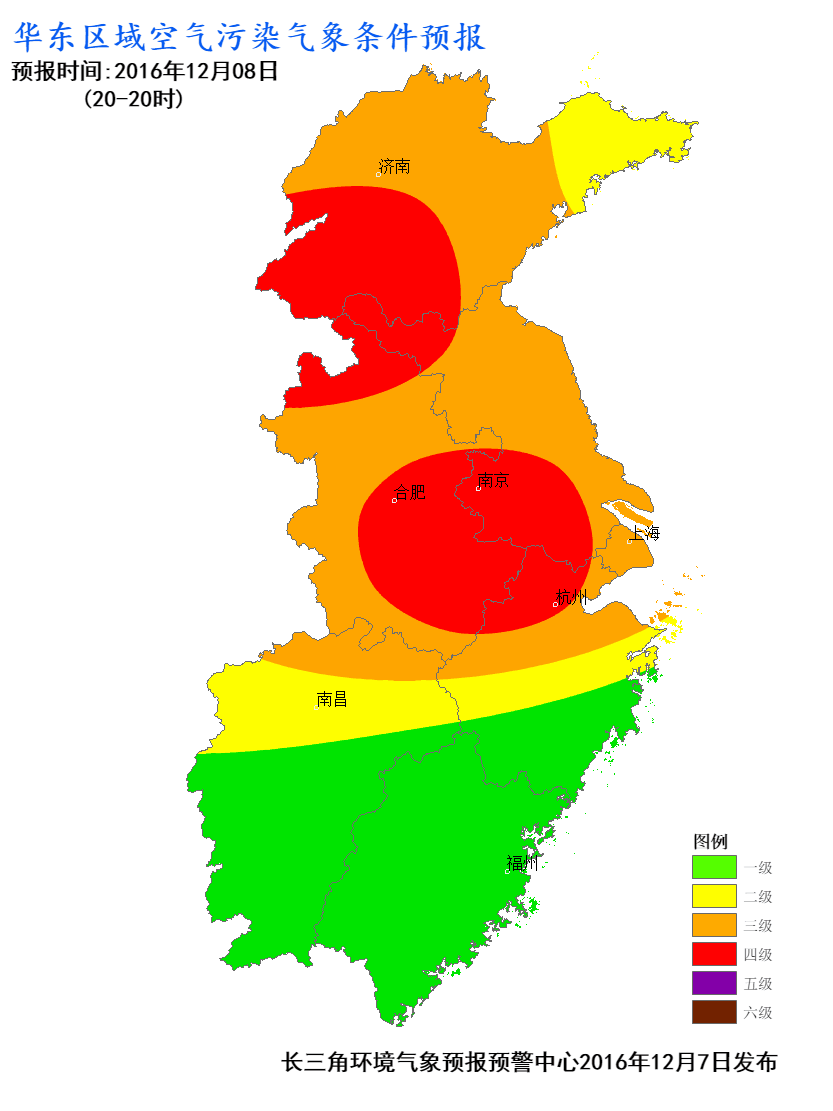 华东区域空气污染气象条件预报
预报时间:2016年12月08日
(20-20时)
济南
南京
合肥
上海
杭州
南昌
福州
图例
一级
二级
三级
四级
五级
六级
长三角环境气象预报预警中心2016年12月7日发布